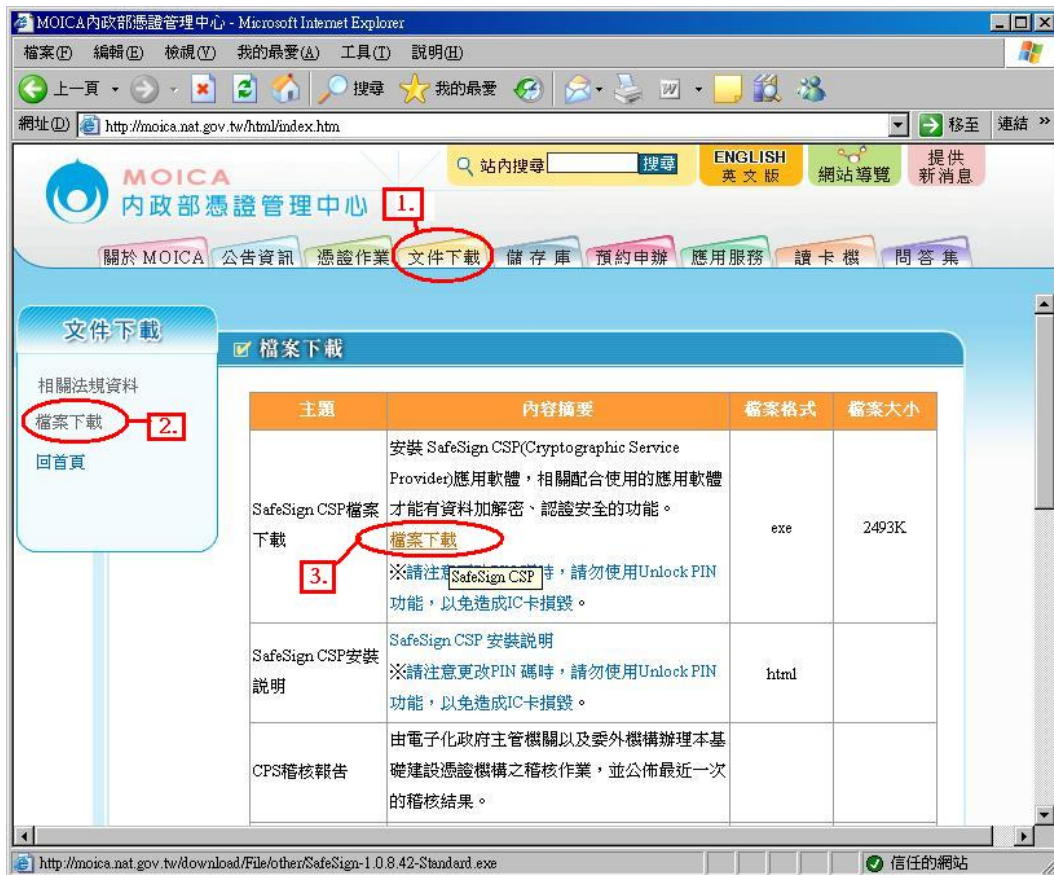 MOICA內政部憑證管理中心 - Microsoft Internet Explorer
檔案(F) 編輯(E) 檢視(V) 我的最愛(A) 工具(T) 說明(H)
上一頁 搜尋 我的最愛
網址(D) http://moica.nat.gov.tw/html/index.htm 移至 連結 »
MOICA
內政部憑證管理中心
站內搜尋 搜尋
ENGLISH
英文版
網站導覽
提供
新消息
1.
關於 MOICA 公告資訊 憑證作業 文件下載 儲存庫 預約申辦 應用服務 讀卡機 問答集
文件下載
相關法規資料
檔案下載
2.
回首頁
檔案下載
主題 內容摘要 檔案格式 檔案大小
SafeSign CSP檔案
下載
安裝 SafeSign CSP(Cryptographic Service
Provider)應用軟體，相關配合使用的應用軟體
才能有資料加解密、認證安全的功能。
檔案下載
3.
※請注意 時，請勿使用Unlock PIN
SafeSign CSP
功能，以免造成IC卡損毀。
exe
2493K
SafeSign CSP安裝
說明
SafeSign CSP 安裝說明
※請注意更改PIN 碼時，請勿使用Unlock PIN
功能，以免造成IC卡損毀。
html
CPS稽核報告
由電子化政府主管機關以及委外機構辦理本基
礎建設憑證機構之稽核作業，並公佈最近一次
的稽核結果。
http://moica.nat.gov.tw/download/File/other/SafeSign-1.0.8.42-Standard.exe 信任的網站